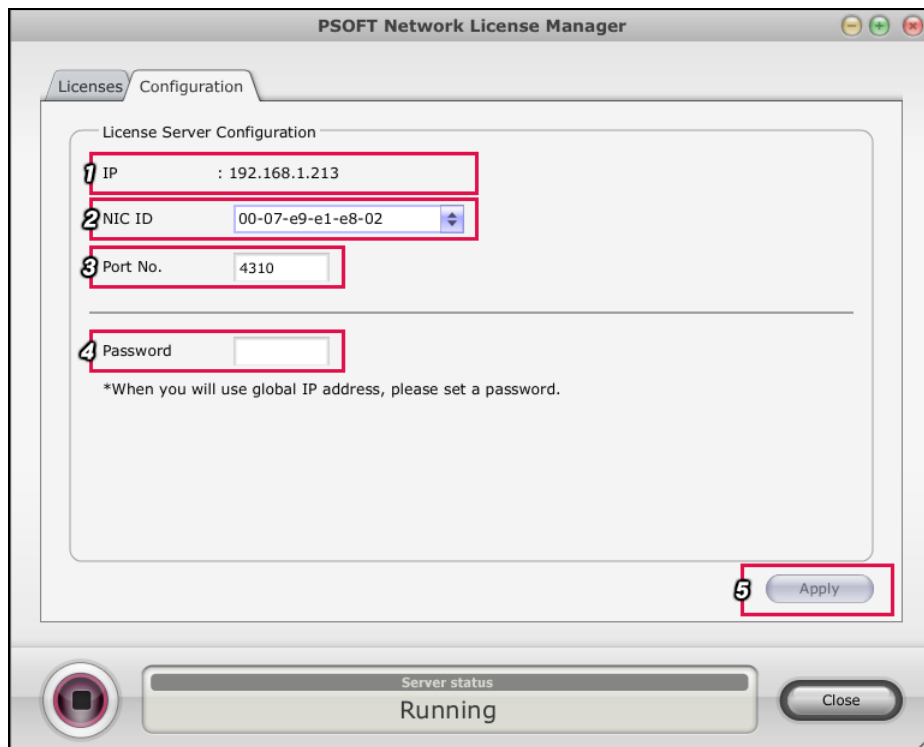 PSOFT Network License Manager
Licenses Configuration
License Server Configuration
1 IP : 192.168.1.213
2 NIC ID 00-07-e9-e1-e8-02
3 Port No. 4310
4 Password
*When you will use global IP address, please set a password.
5 Apply
Server status
Running
Close